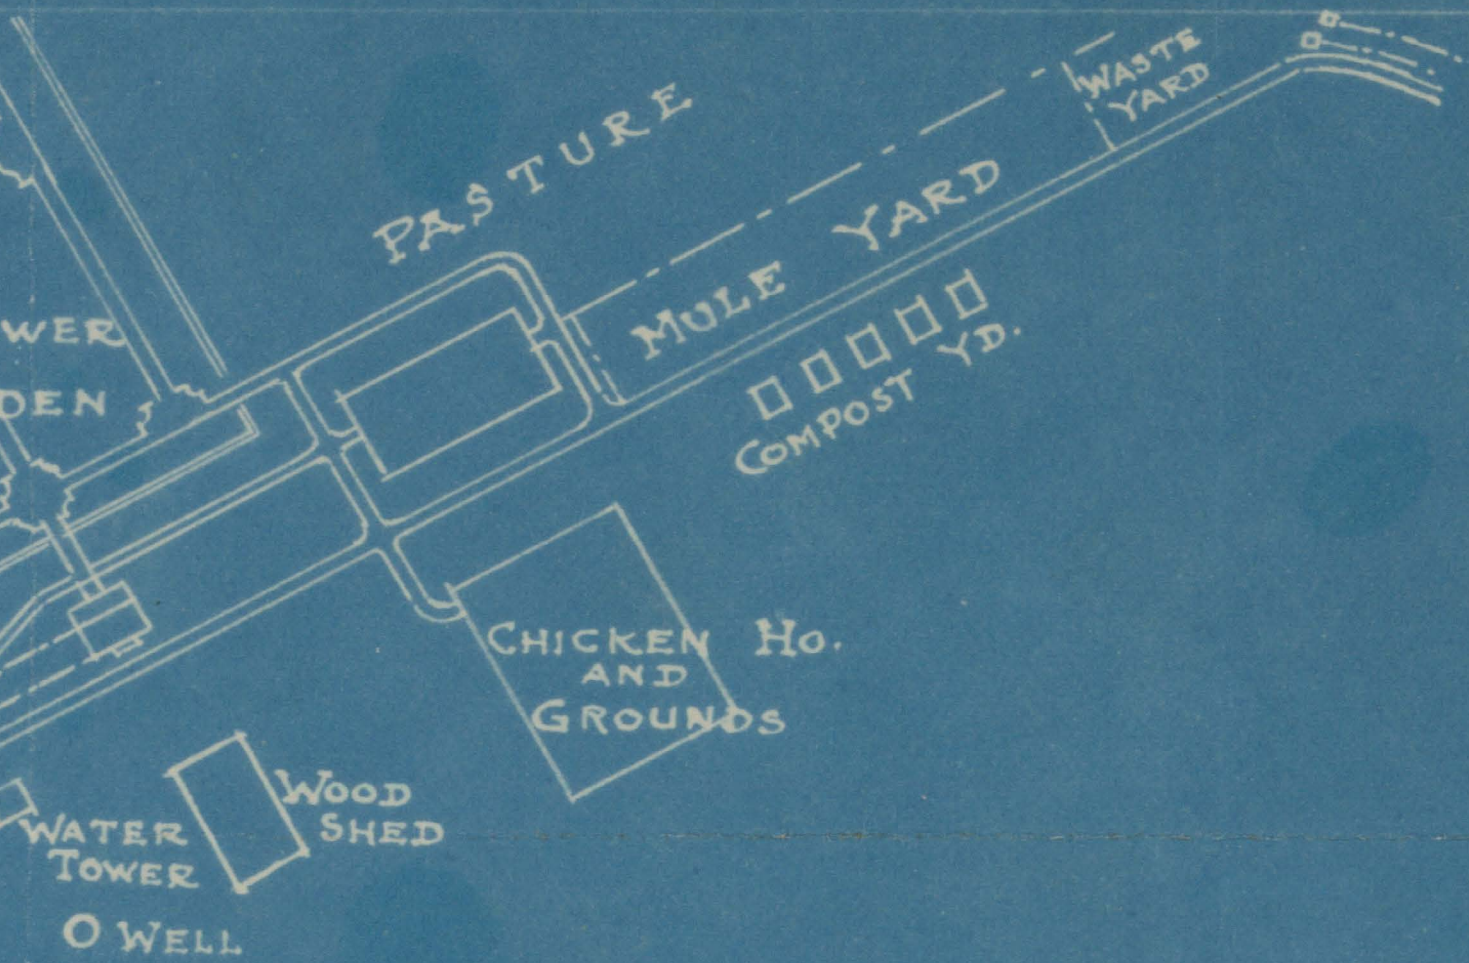 WASTE
YARD
PASTURE
MULE YARD
WER
DEN
COMPOST YD.
CHICKEN HO.
AND
GROUNDS
WOOD
SHED
WATER
TOWER
O WELL